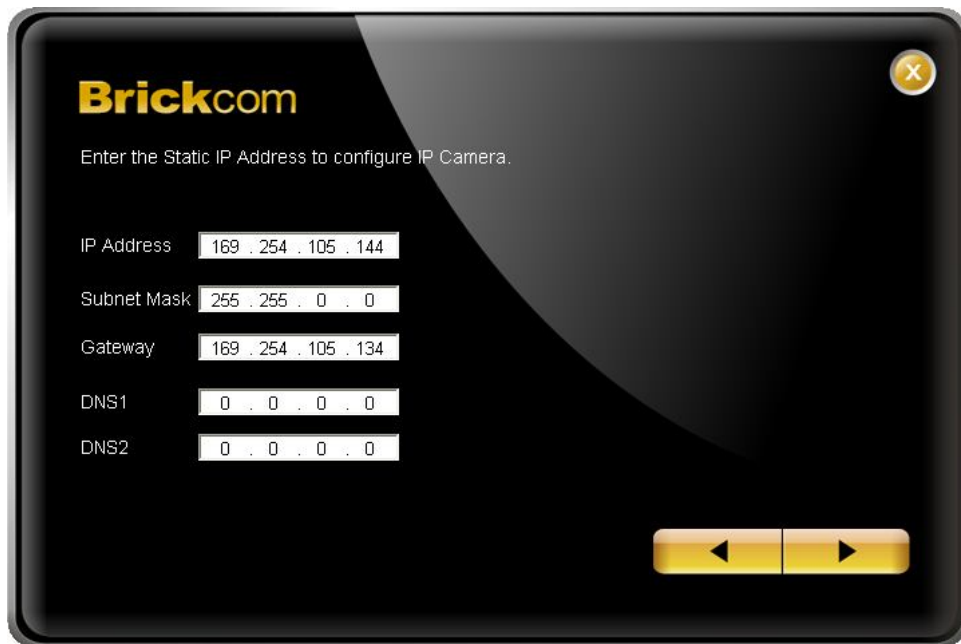 Brickcom
X
Enter the Static IP Address to configure IP Camera.
IP Address 169 . 254 . 105 . 144
Subnet Mask 255 . 255 . 0 . 0
Gateway 169 . 254 . 105 . 134
DNS1 0 . 0 . 0 . 0
DNS2 0 . 0 . 0 . 0